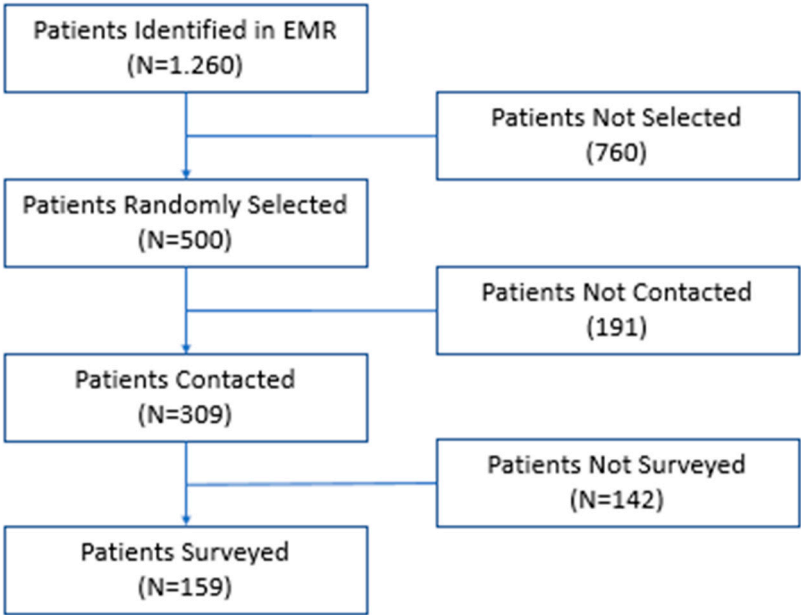 Patients Identified in EMR
(N=1.260)
Patients Not Selected
(760)
Patients Randomly Selected
(N=500)
Patients Not Contacted
(191)
Patients Contacted
(N=309)
Patients Not Surveyed
(N=142)
Patients Surveyed
(N=159)